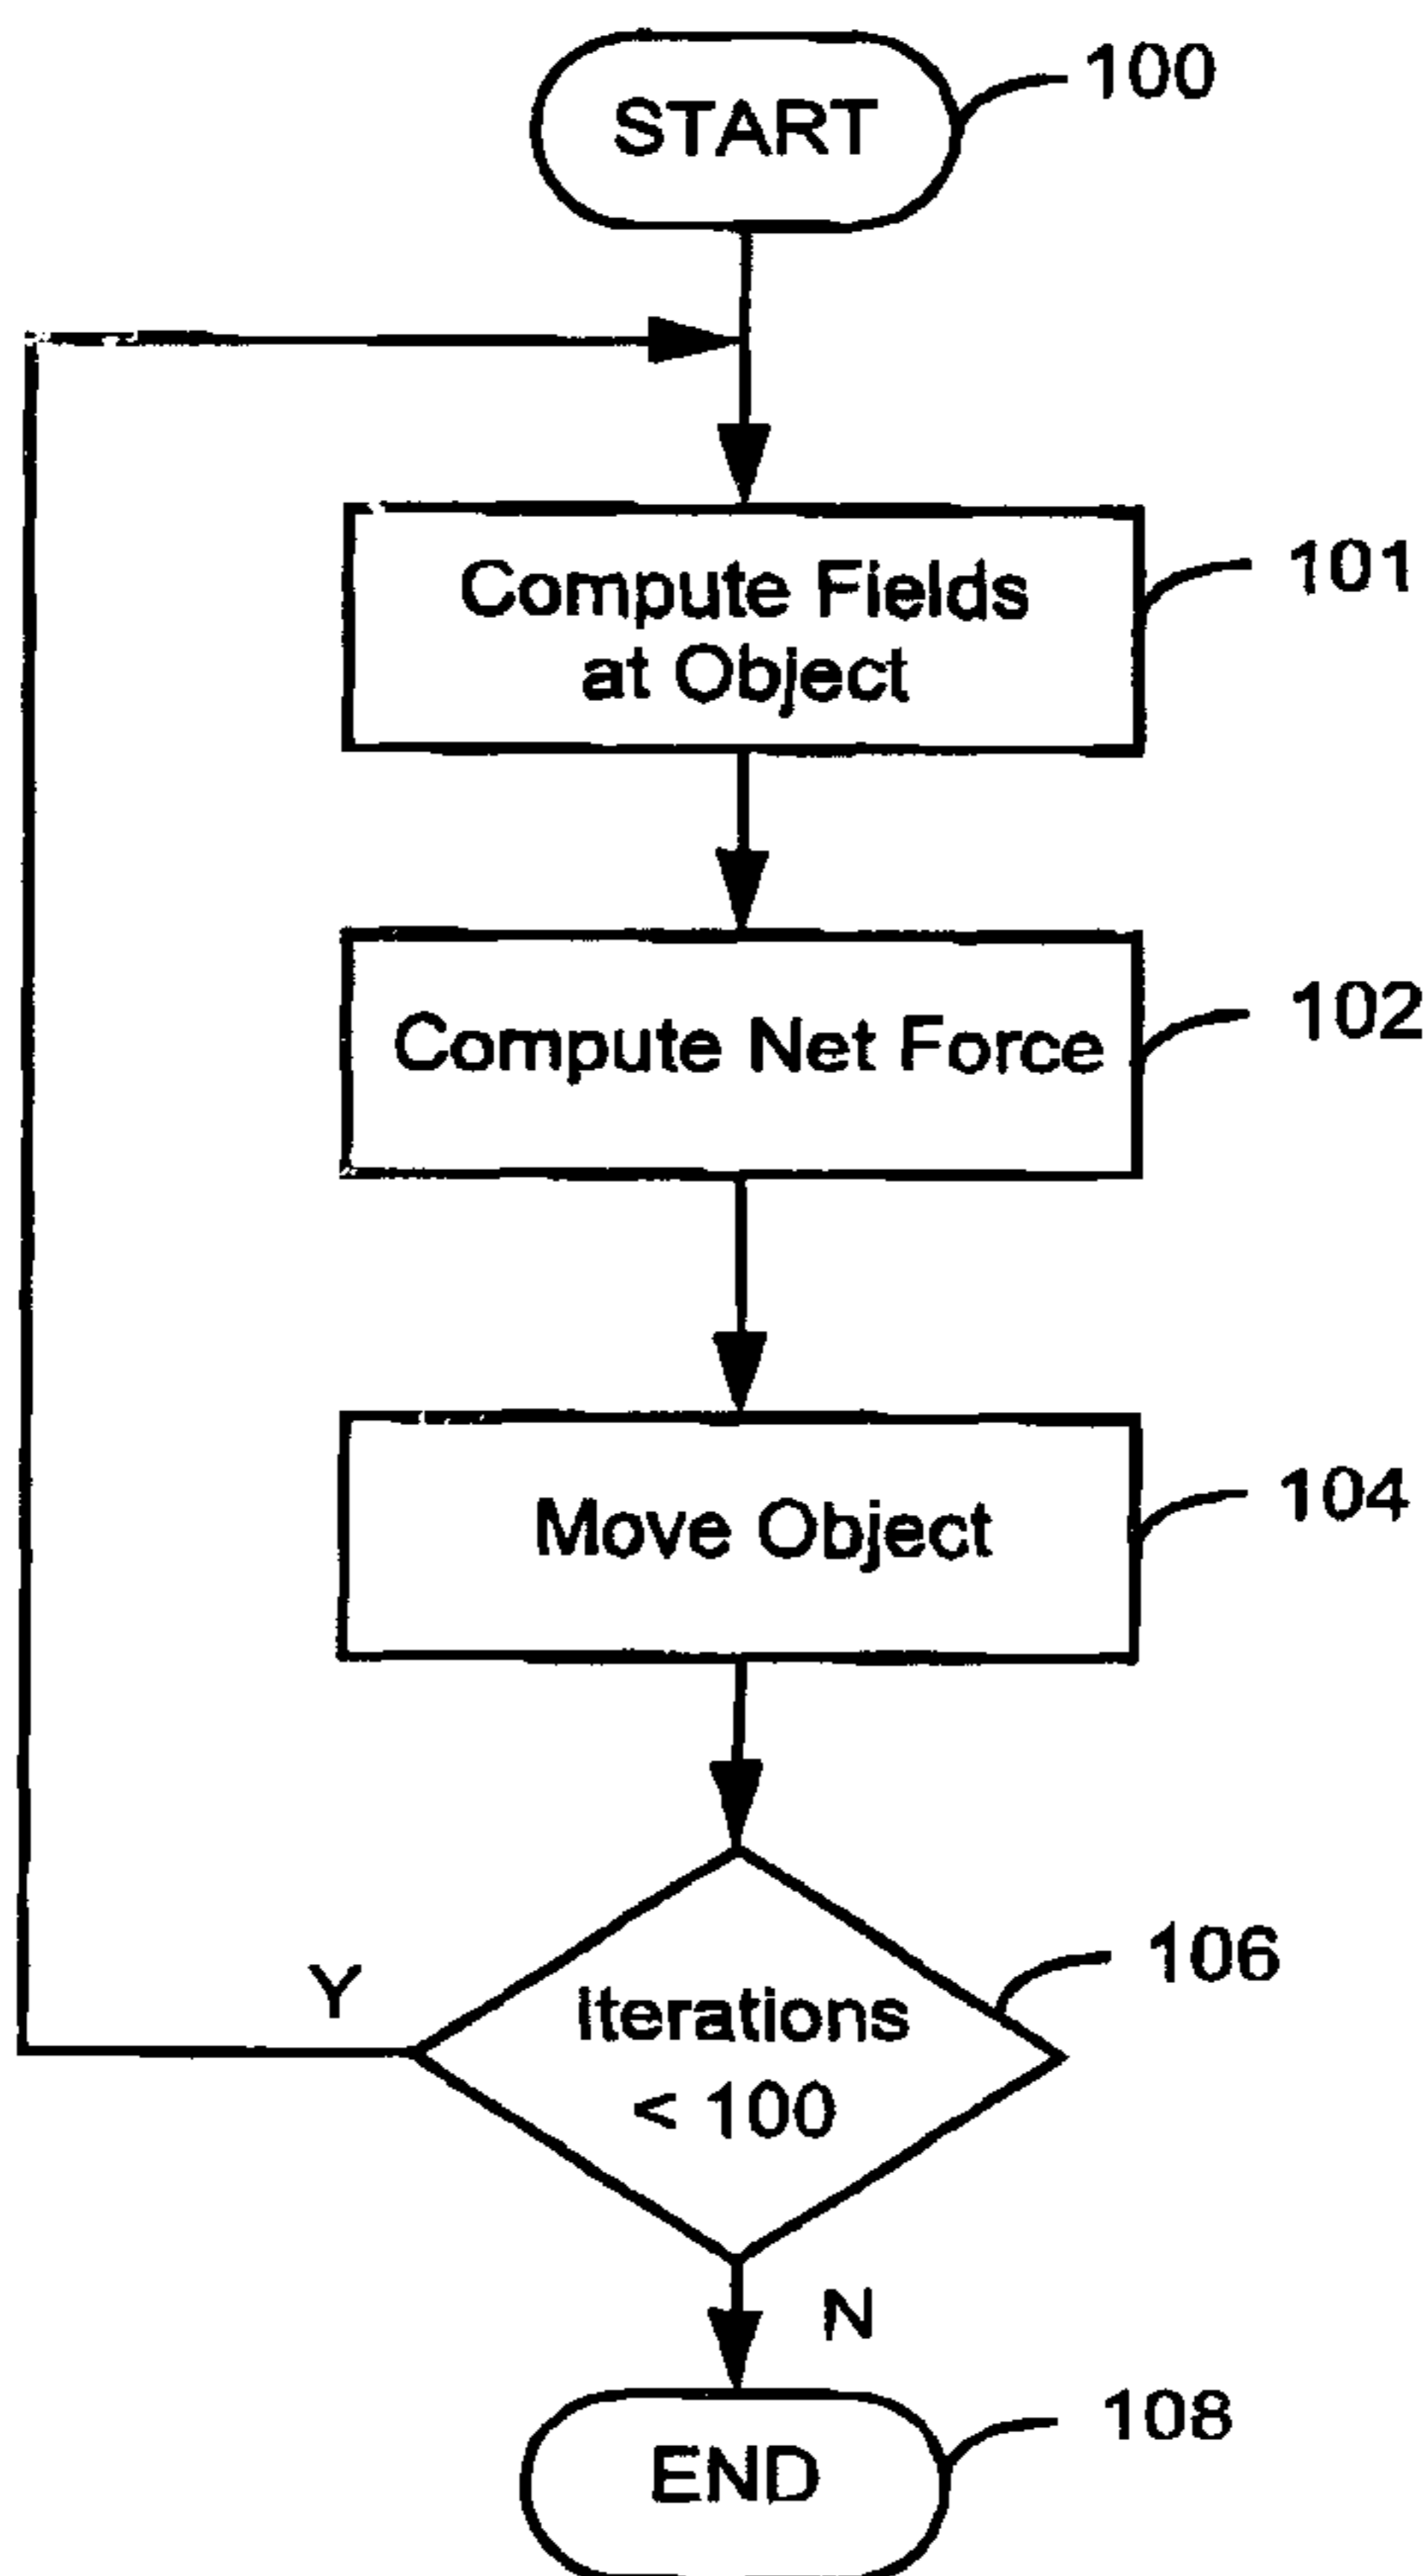 START
100
Compute Fields
at Object
101
Compute Net Force
102
Move Object
104
Iterations
< 100
106
Y
N
END
108